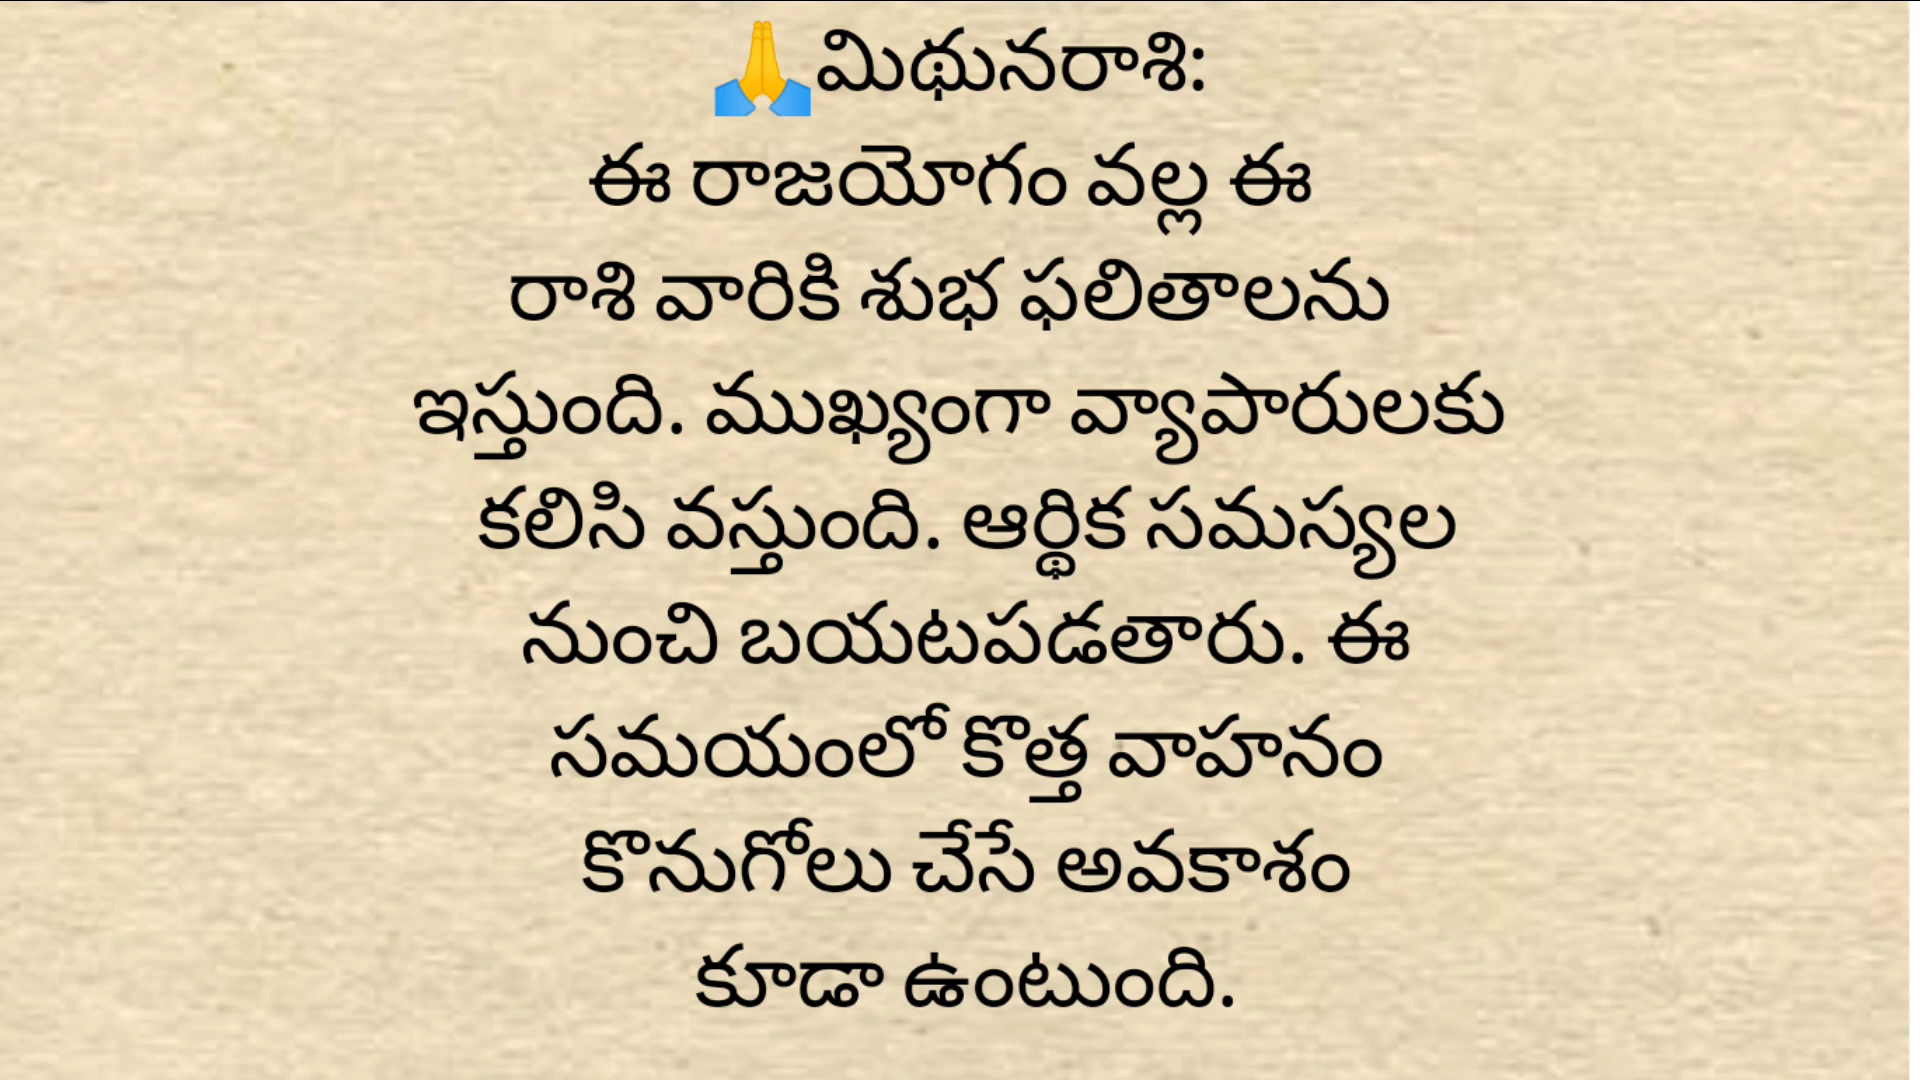 🙏మిథునరాశి:
ఈ రాజయోగం వల్ల ఈ
రాశి వారికి శుభ ఫలితాలను
ఇస్తుంది. ముఖ్యంగా వ్యాపారులకు
కలిసి వస్తుంది. ఆర్థిక సమస్యల
నుంచి బయటపడతారు. ఈ
సమయంలో కొత్త వాహనం
కొనుగోలు చేసే అవకాశం
కూడా ఉంటుంది.